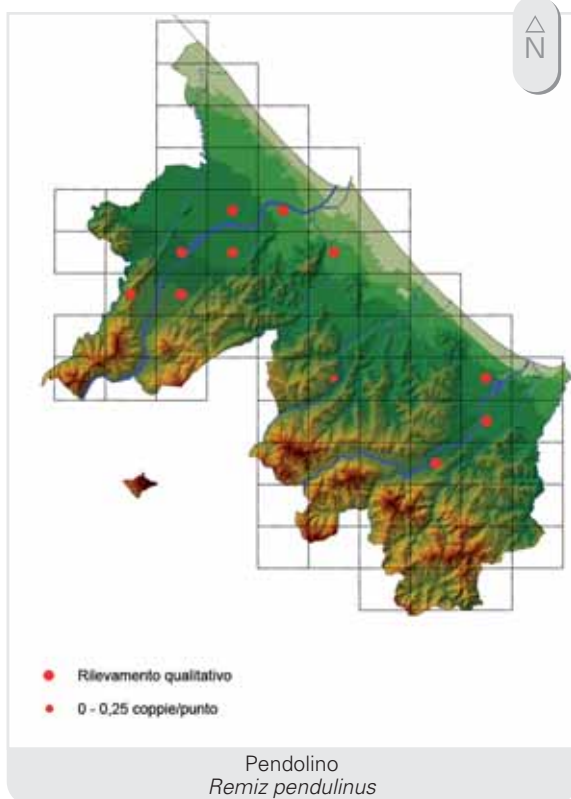 N
Rilevamento qualitativo
0 - 0,25 coppie/punto
Pendolino
Remiz pendulinus